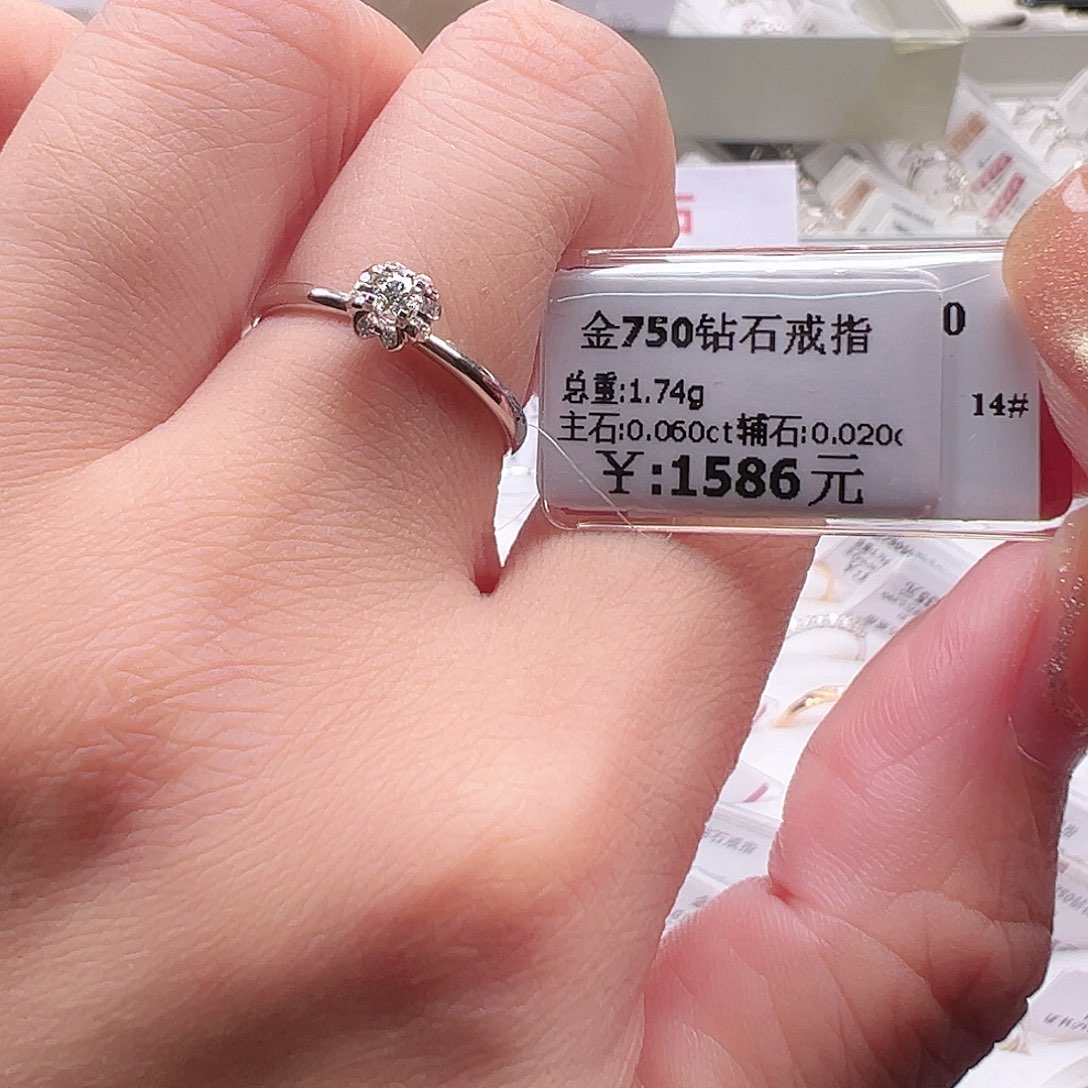 金750钻石戒指
总重:1.74g
主石:0.060ct辅石:0.020c
¥:1586元
0
14#